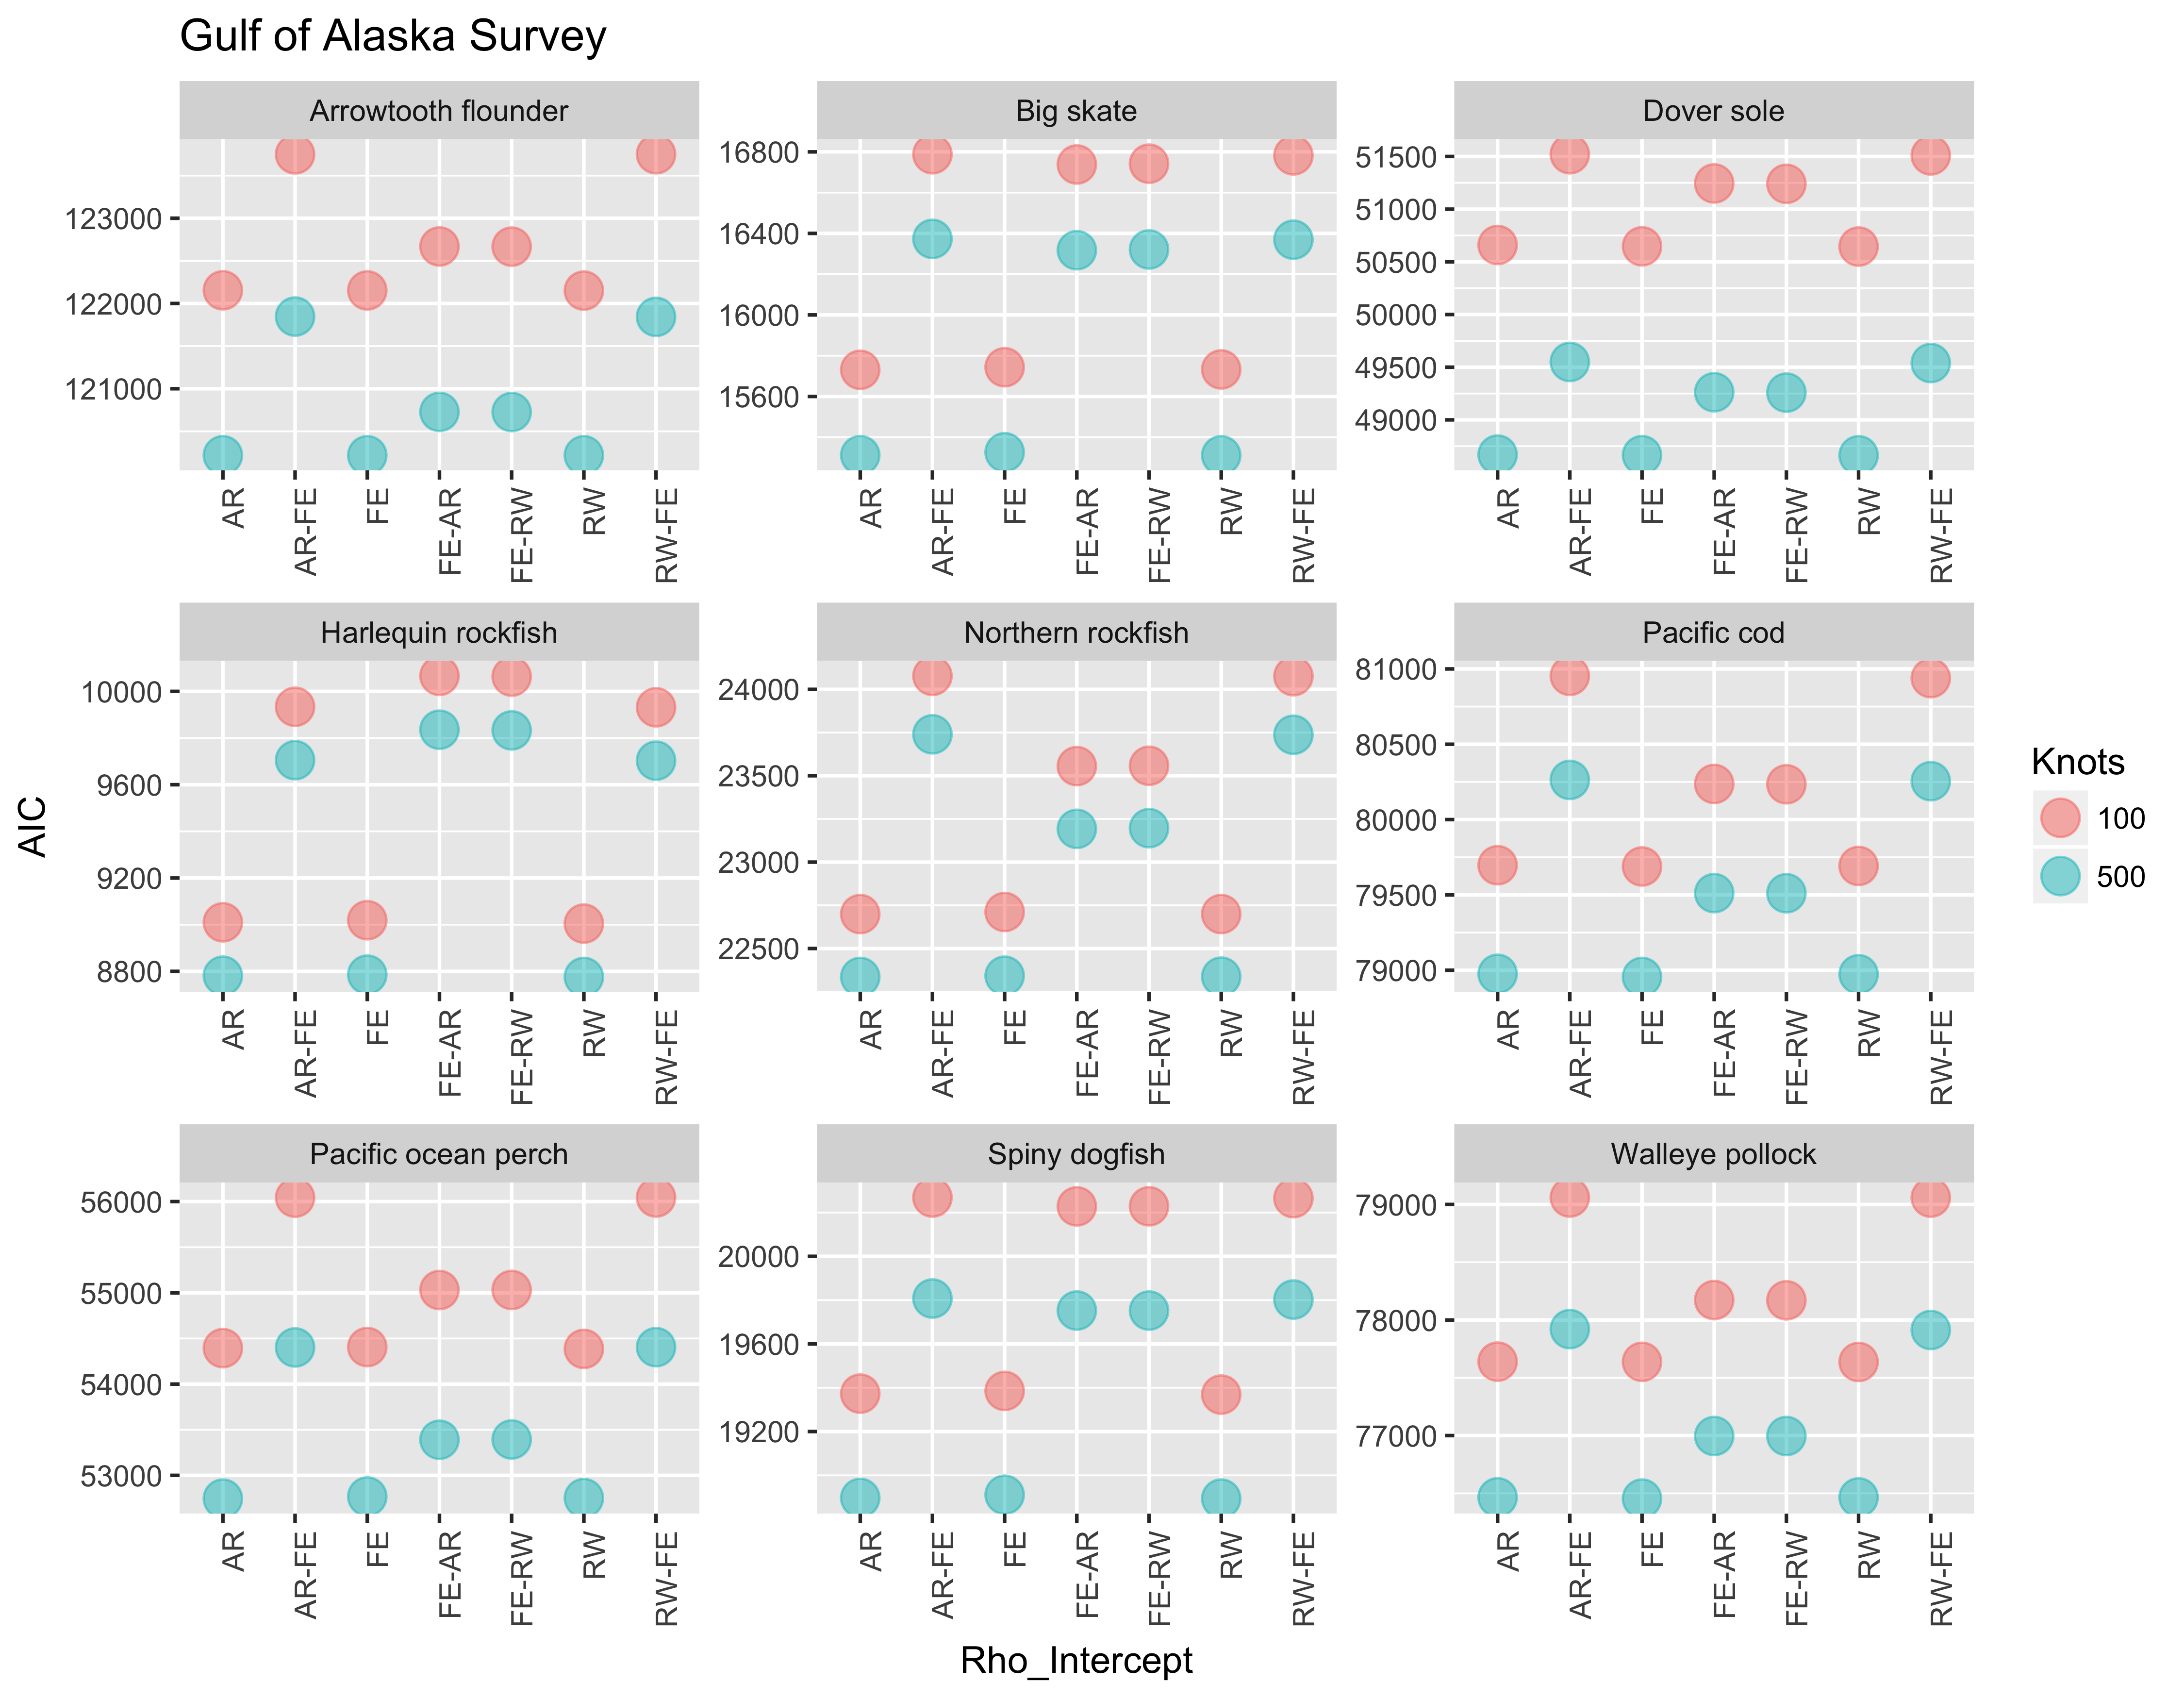 Gulf of Alaska Survey
Arrowtooth flounder
Big skate
Dover sole
123000
122000
121000
16800
16400
16000
15600
51500
51000
50500
50000
49500
49000
AR
AR-FE
FE
FE-AR
FE-RW
RW
RW-FE
AR
AR-FE
FE
FE-AR
FE-RW
RW
RW-FE
AR
AR-FE
FE
FE-AR
FE-RW
RW
RW-FE
Harlequin rockfish
Northern rockfish
Pacific cod
AIC
10000
9600
9200
8800
24000
23500
23000
22500
81000
80500
80000
79500
79000
AR
AR-FE
FE
FE-AR
FE-RW
RW
RW-FE
AR
AR-FE
FE
FE-AR
FE-RW
RW
RW-FE
AR
AR-FE
FE
FE-AR
FE-RW
RW
RW-FE
Knots
100
500
Pacific ocean perch
Spiny dogfish
Walleye pollock
56000
55000
54000
53000
20000
19600
19200
79000
78000
77000
AR
AR-FE
FE
FE-AR
FE-RW
RW
RW-FE
AR
AR-FE
FE
FE-AR
FE-RW
RW
RW-FE
AR
AR-FE
FE
FE-AR
FE-RW
RW
RW-FE
Rho_Intercept